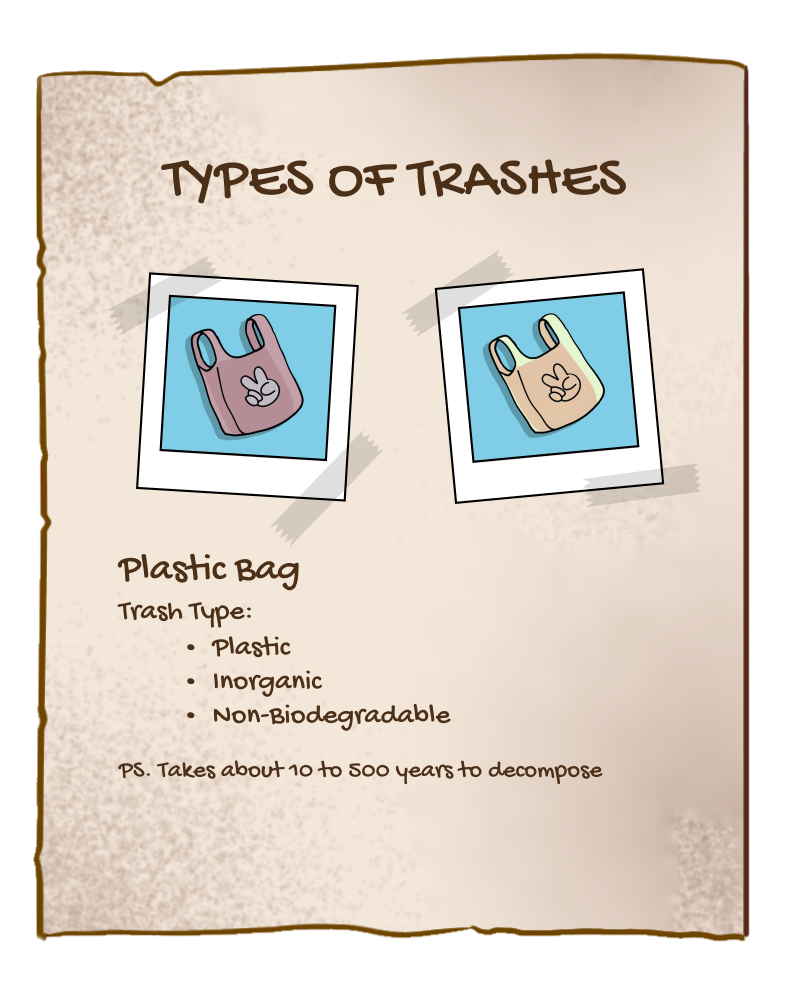 TYPES OF TRASHES
Plastic Bag
Trash Type:
• Plastic
• Inorganic
• Non-Biodegradable
PS. Takes about 10 to 500 years to decompose